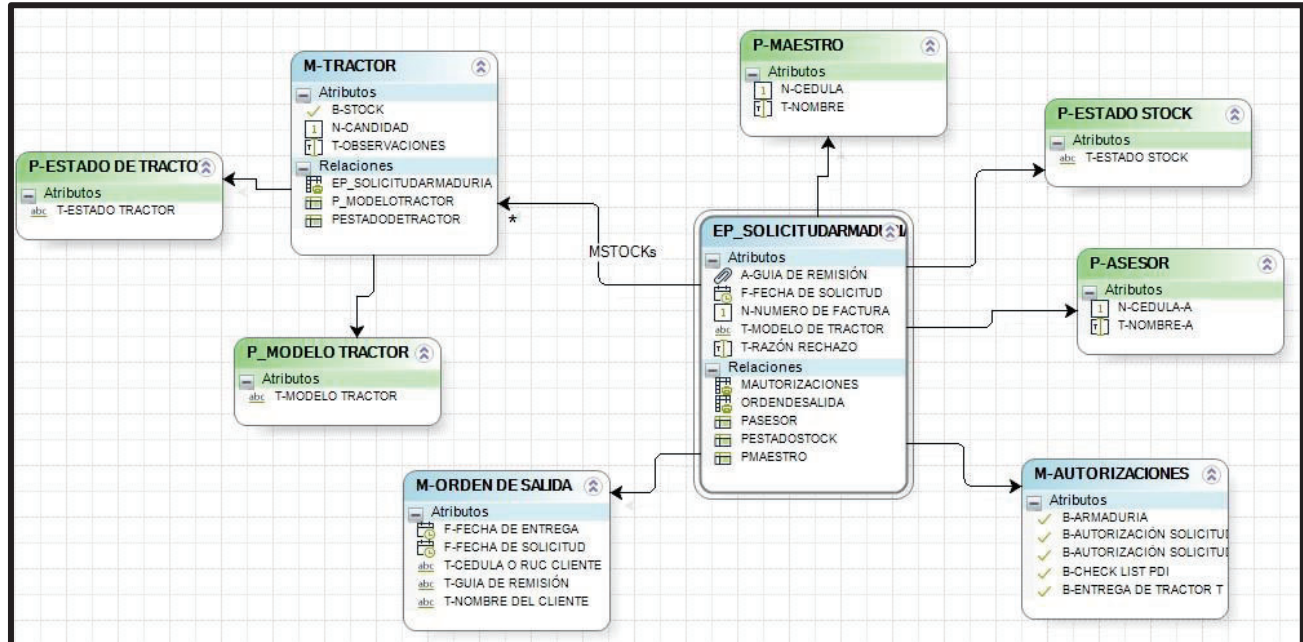 M-TRACTOR
Atributos
B-STOCK
N-CANDIDAD
T-OBSERVACIONES
Relaciones
EP_SOLICITUDARMADURIA
P_MODELOTRACTOR
PESTADODETRACTOR
P-MAESTRO
Atributos
N-CEDULA
T-NOMBRE
P-ESTADO STOCK
Atributos
T-ESTADO STOCK
P-ESTADO DE TRACTO
Atributos
T-ESTADO TRACTOR
*
MSTOCKs
EP_SOLICITUDARMADURIA
Atributos
A-GUIA DE REMISIÓN
F-FECHA DE SOLICITUD
N-NUMERO DE FACTURA
T-MODELO DE TRACTOR
T-RAZÓN RECHAZO
Relaciones
MAUTORIZACIONES
ORDENDESALIDA
PASESOR
PESTADOSTOCK
PMAESTRO
P-ASESOR
Atributos
N-CEDULA-A
T-NOMBRE-A
P_MODELO TRACTOR
Atributos
T-MODELO TRACTOR
M-ORDEN DE SALIDA
Atributos
F-FECHA DE ENTREGA
F-FECHA DE SOLICITUD
T-CEDULA O RUC CLIENTE
T-GUIA DE REMISIÓN
T-NOMBRE DEL CLIENTE
M-AUTORIZACIONES
Atributos
B-ARMADURIA
B-AUTORIZACIÓN SOLICITUD
B-AUTORIZACIÓN SOLICITUD
B-CHECK LIST PDI
B-ENTREGA DE TRACTOR T